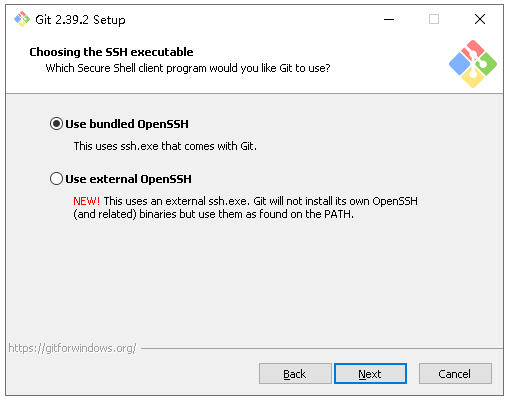 Git 2.39.2 Setup
Choosing the SSH executable
Which Secure Shell client program would you like Git to use?
Use bundled OpenSSH
This uses ssh.exe that comes with Git.
Use external OpenSSH
NEW! This uses an external ssh.exe. Git will not install its own OpenSSH
(and related) binaries but use them as found on the PATH.
https://gitforwindows.org/
Back Next Cancel